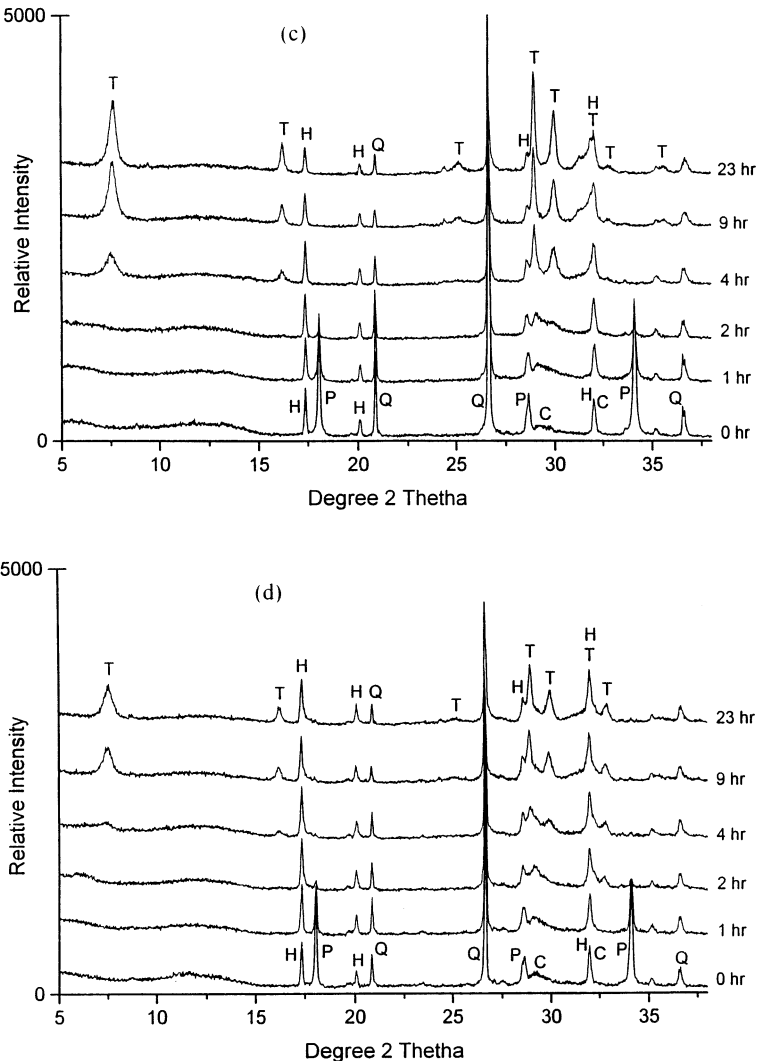 5000
(c)
T
T
H
H
Q
T
H
T
T
H
T
T
T
23 hr
9 hr
4 hr
2 hr
1 hr
0 hr
H
P
H
Q
Q
P
C
H
C
P
Q
Relative Intensity
0
5
10
15
20
25
30
35
Degree 2 Thetha
5000
(d)
T
T
H
H
Q
T
H
T
T
H
T
T
23 hr
9 hr
4 hr
2 hr
1 hr
0 hr
H
P
H
Q
Q
P
C
H
C
P
Q
Relative Intensity
0
5
10
15
20
25
30
35
Degree 2 Thetha